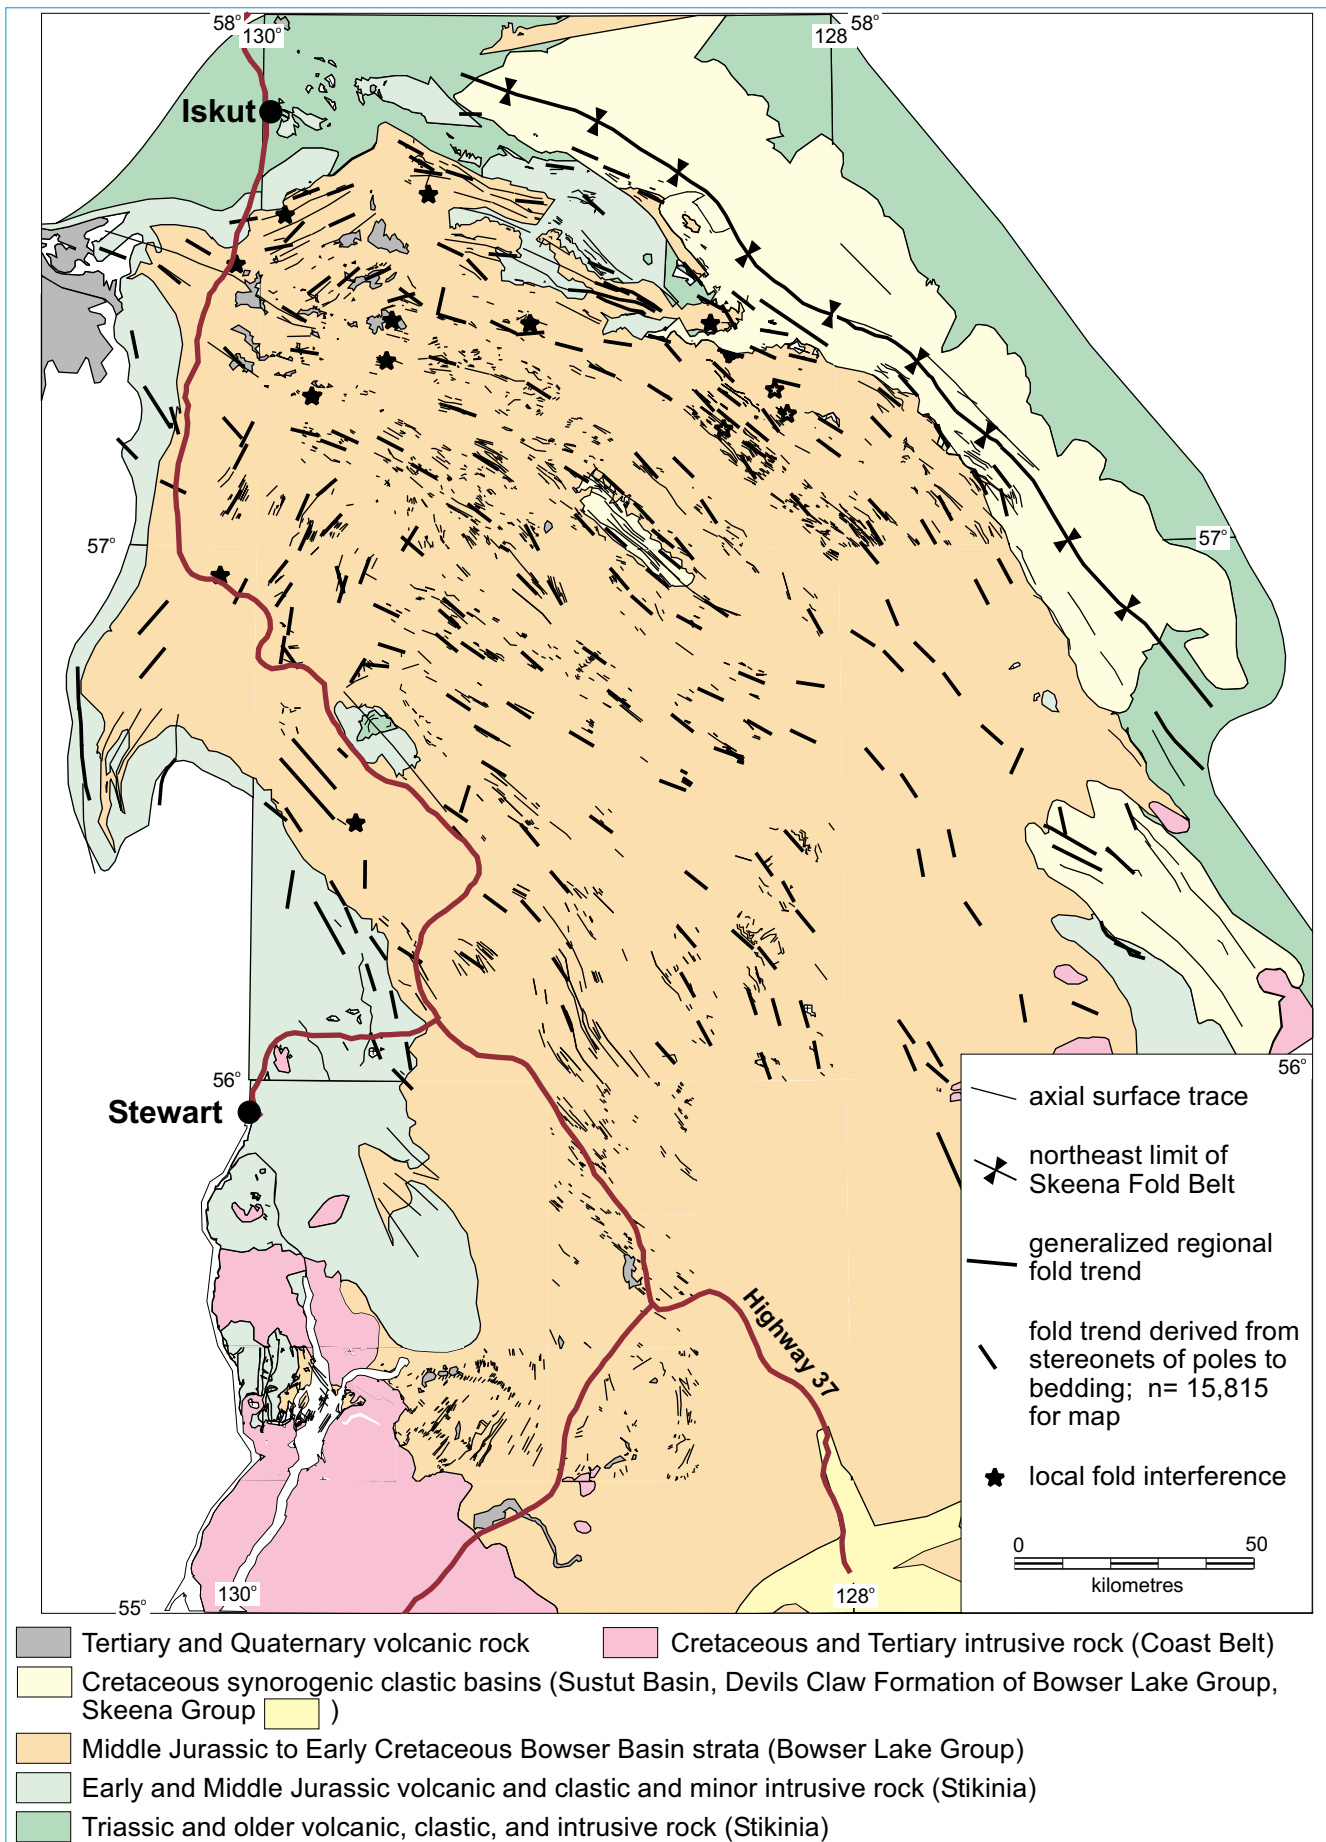 58°
130°
128
58°
Iskut
57°
57°
56°
56°
Stewart
Highway 37
axial surface trace
northeast limit of
Skeena Fold Belt
generalized regional
fold trend
fold trend derived from
stereonets of poles to
bedding; n= 15,815
for map
local fold interference
0 50
kilometres
130°
128°
55°
Tertiary and Quaternary volcanic rock
Cretaceous and Tertiary intrusive rock (Coast Belt)
Cretaceous synorogenic clastic basins (Sustut Basin, Devils Claw Formation of Bowser Lake Group,
Skeena Group )
Middle Jurassic to Early Cretaceous Bowser Basin strata (Bowser Lake Group)
Early and Middle Jurassic volcanic and clastic and minor intrusive rock (Stikinia)
Triassic and older volcanic, clastic, and intrusive rock (Stikinia)